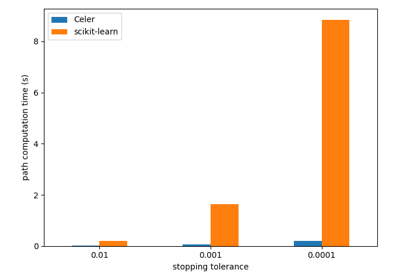 Celer
scikit-learn
8
6
4
2
0
path computation time (s)
0.01 0.001 0.0001
stopping tolerance